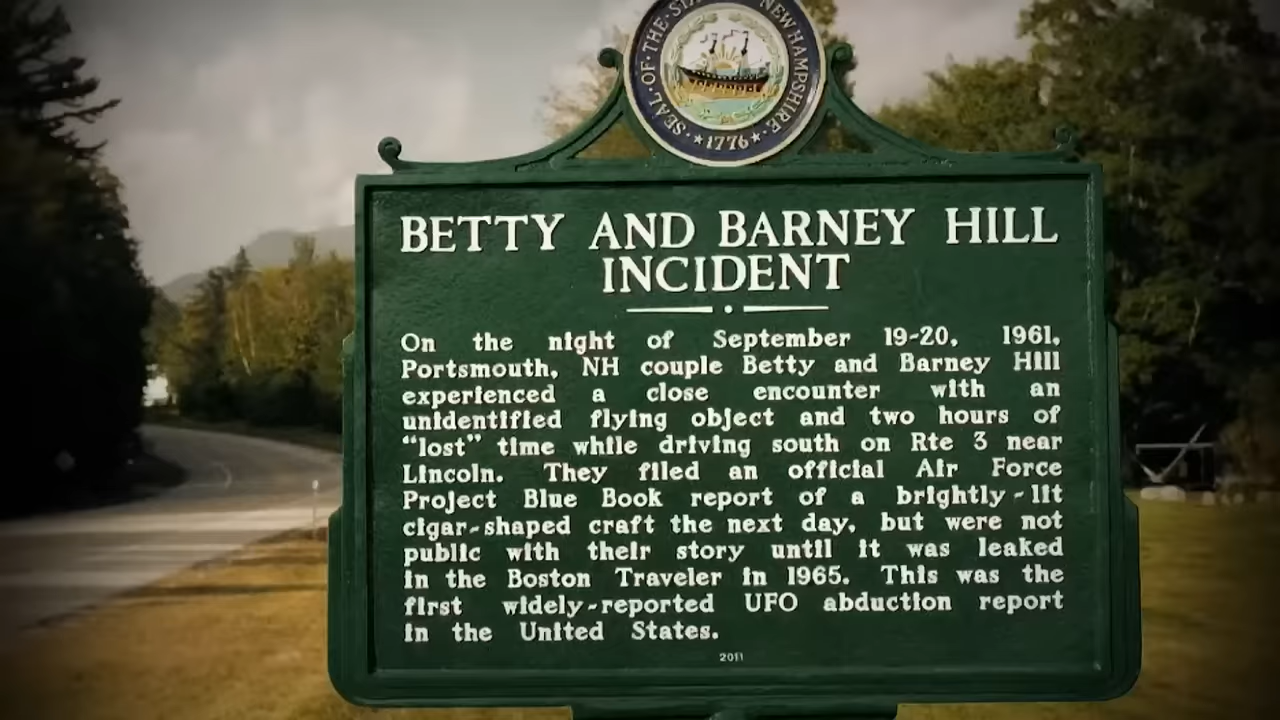 SEAL·OF·THE·STA NEW HAMPSHIRE
·★1776★·
BETTY AND BARNEY HILL
INCIDENT
On the night of September 19-20, 1961,
Portsmouth, NH couple Betty and Barney Hill
experienced a close encounter with an
unidentified flying object and two hours of
“lost” time while driving south on Rte 3 near
Lincoln. They filed an official Air Force
Project Blue Book report of a brightly-lit
cigar-shaped craft the next day, but were not
public with their story until it was leaked
in the Boston Traveler in 1965. This was the
first widely-reported UFO abduction report
in the United States.
2011